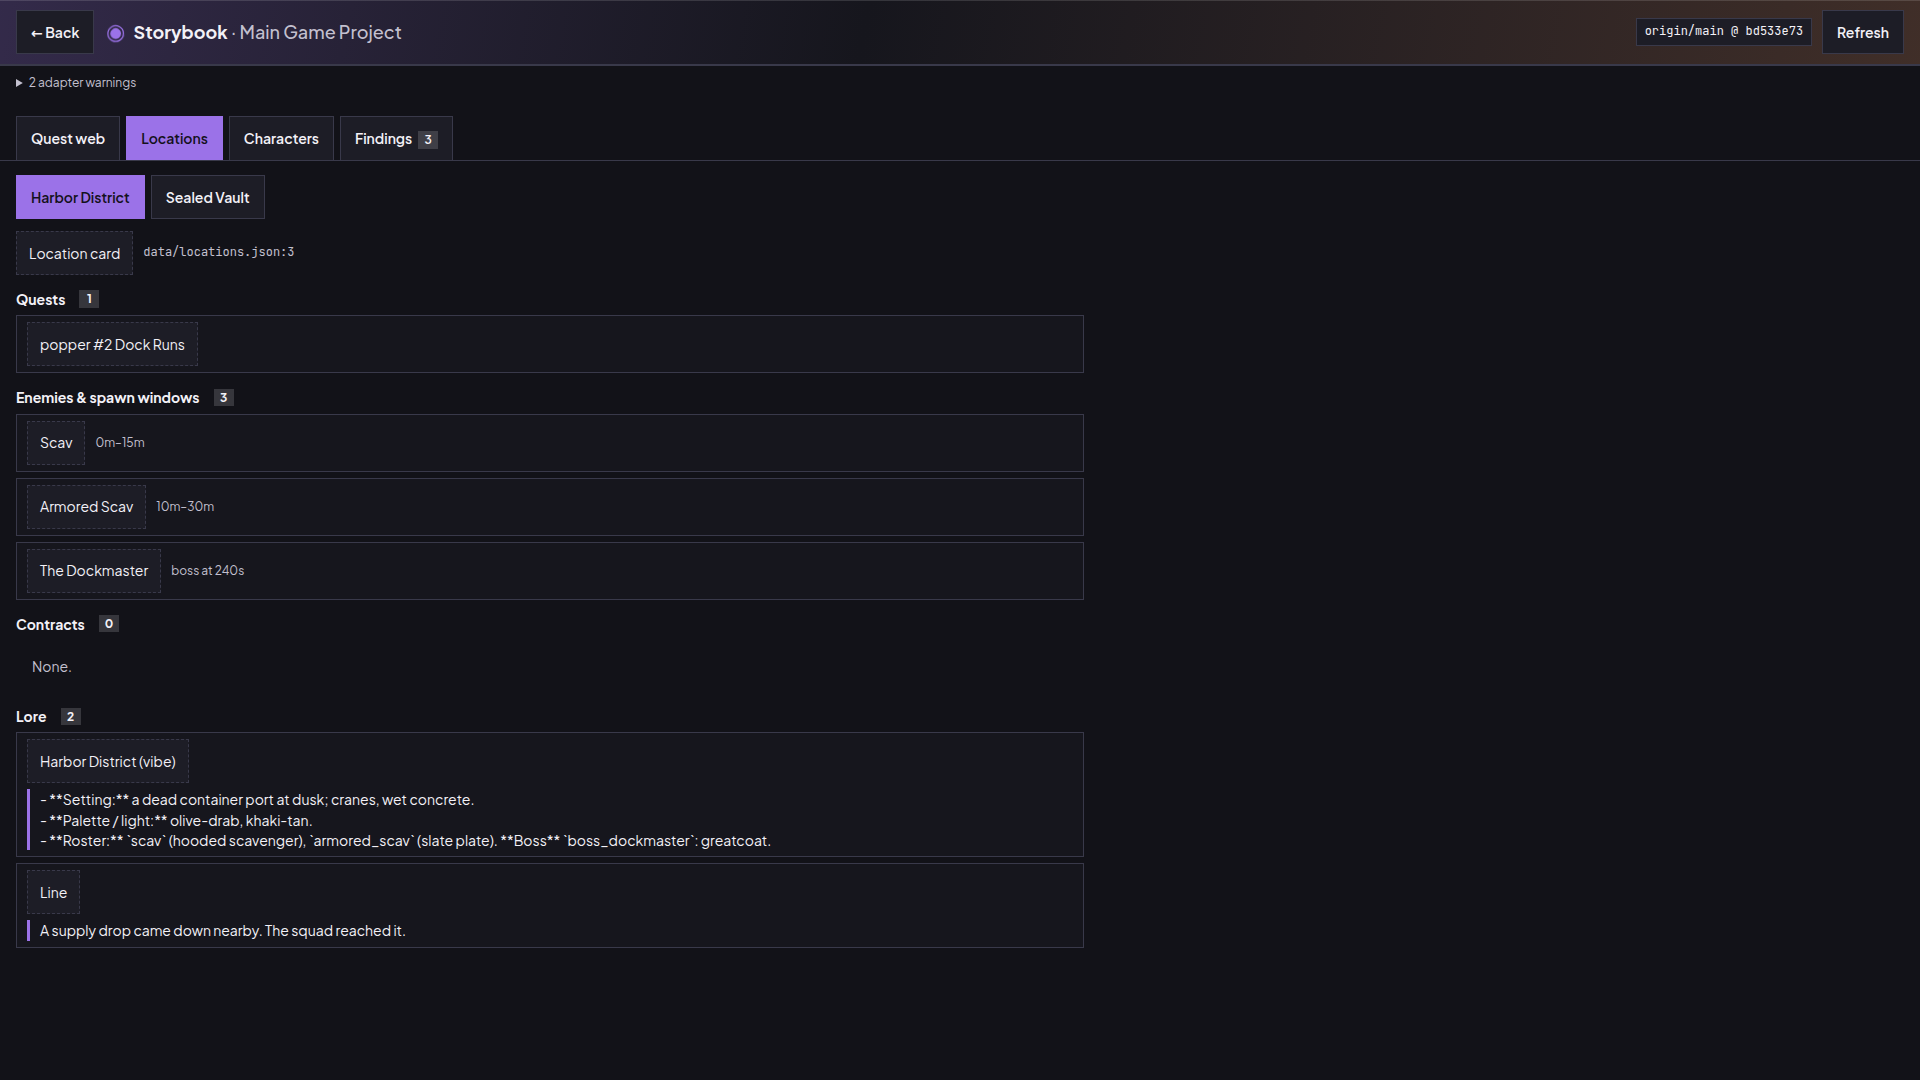 ← Back
Storybook · Main Game Project
origin/main @ bd533e73
Refresh
▶ 2 adapter warnings
Quest web
Locations
Characters
Findings 3
Harbor District
Sealed Vault
Location card data/locations.json:3
Quests 1
popper #2 Dock Runs
Enemies & spawn windows 3
Scav 0m–15m
Armored Scav 10m–30m
The Dockmaster boss at 240s
Contracts 0
None.
Lore 2
Harbor District (vibe)
- **Setting:** a dead container port at dusk; cranes, wet concrete.
- **Palette / light:** olive-drab, khaki-tan.
- **Roster:** `scav` (hooded scavenger), `armored_scav` (slate plate). **Boss** `boss_dockmaster`: greatcoat.
Line
A supply drop came down nearby. The squad reached it.